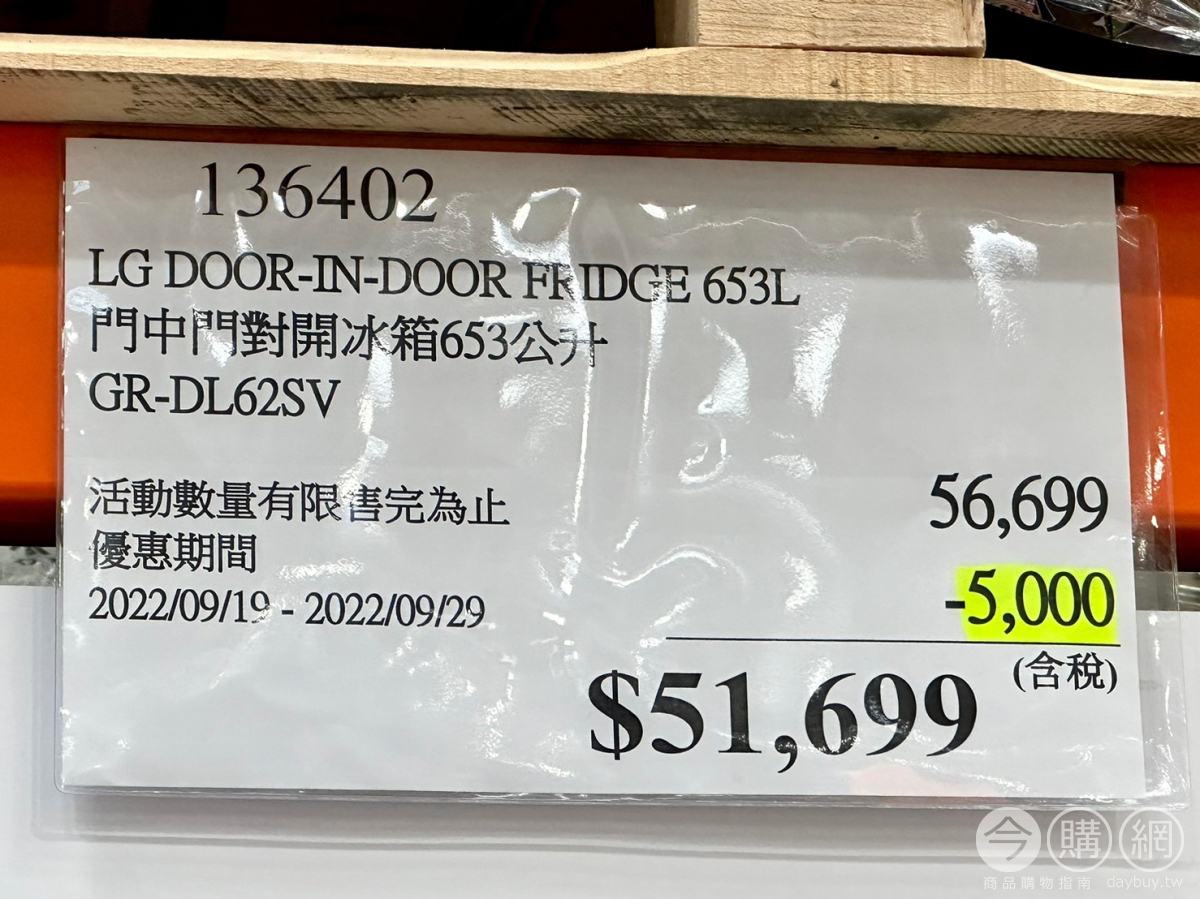 136402
LG DOOR-IN-DOOR FRIDGE 653L
門中門對開冰箱653公升
GR-DL62SV
活動數量有限售完為止
優惠期間
2022/09/19 - 2022/09/29
56,699
-5,000
(含稅)
$51,699
今購網
商品購物指南 daybuy.tw